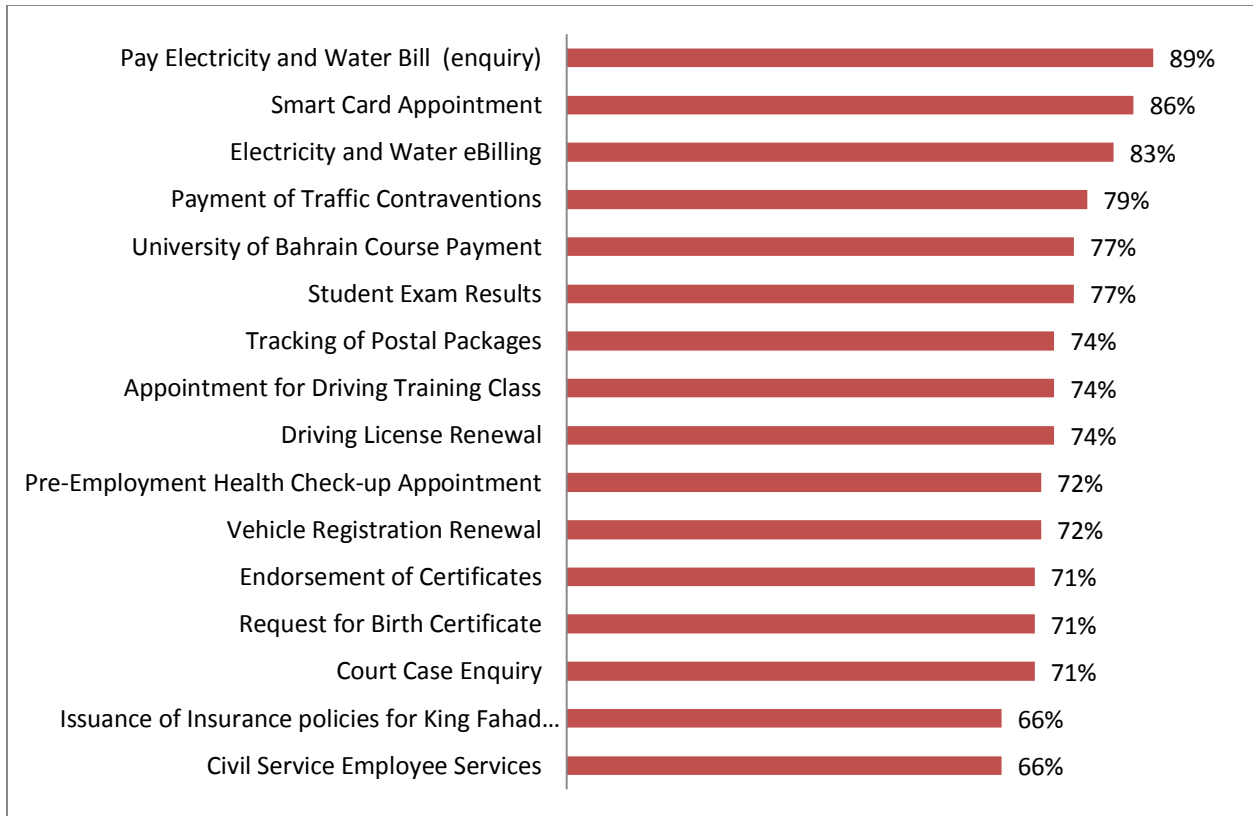 Pay Electricity and Water Bill (enquiry) 89%
Smart Card Appointment 86%
Electricity and Water eBilling 83%
Payment of Traffic Contraventions 79%
University of Bahrain Course Payment 77%
Student Exam Results 77%
Tracking of Postal Packages 74%
Appointment for Driving Training Class 74%
Driving License Renewal 74%
Pre-Employment Health Check-up Appointment 72%
Vehicle Registration Renewal 72%
Endorsement of Certificates 71%
Request for Birth Certificate 71%
Court Case Enquiry 71%
Issuance of Insurance policies for King Fahad... 66%
Civil Service Employee Services 66%